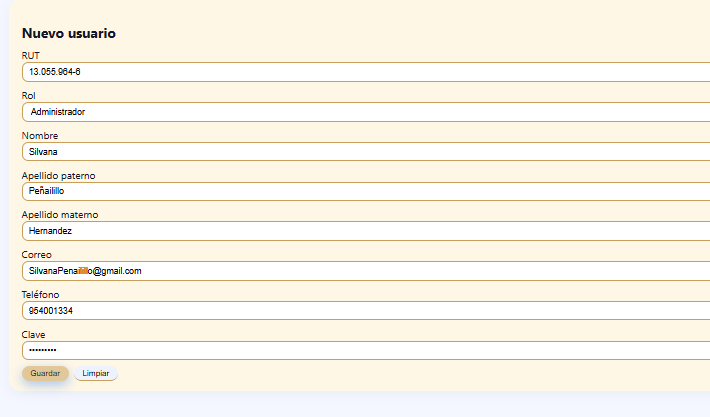 Nuevo usuario
RUT
13.055.964-6
Rol
Administrador
Nombre
Silvana
Apellido paterno
Peñailillo
Apellido materno
Hernandez
Correo
SilvanaPenailillo@gmail.com
Teléfono
954001334
Clave
•••••••••
Guardar Limpiar